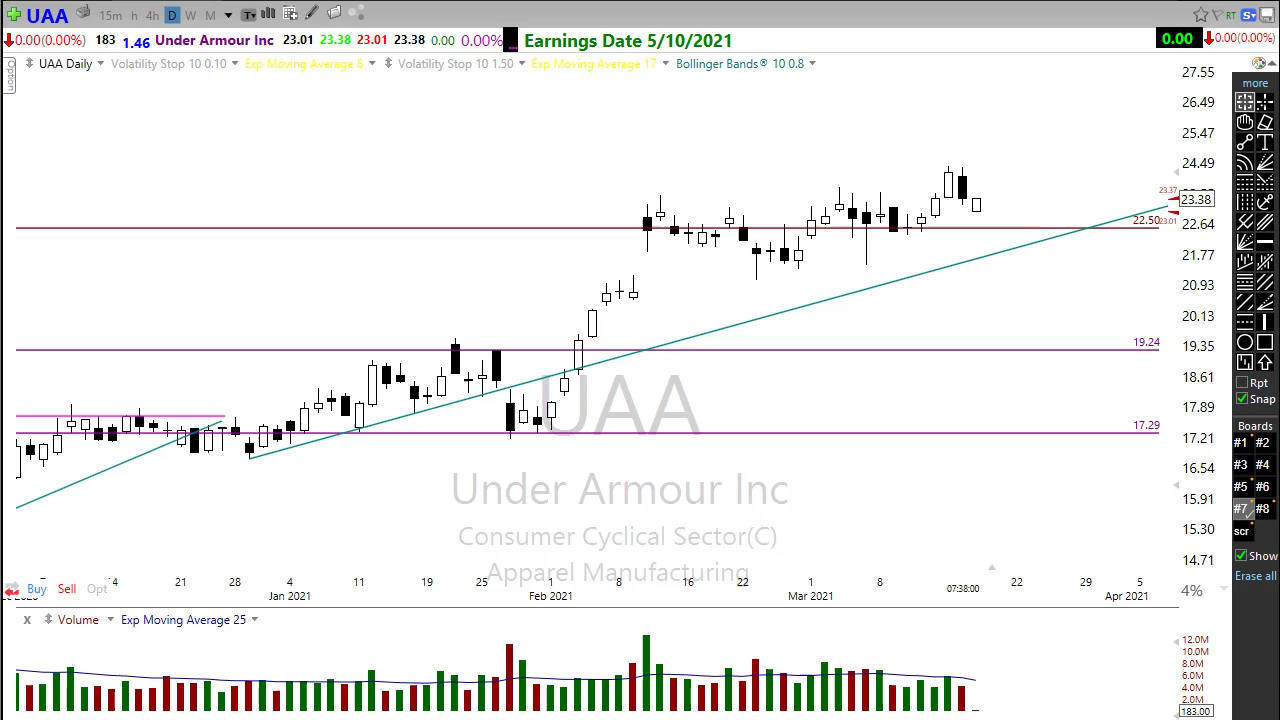 UAA 15m h 4h D W M T RT S
0.00(0.00%) 183 1.46 Under Armour Inc 23.01 23.38 23.01 23.38 0.00 0.00% Earnings Date 5/10/2021 0.00 0.00(0.00%)
Option
UAA Daily Volatility Stop 10 0.10 Exp Moving Average 8 Volatility Stop 10 1.50 Exp Moving Average 17 Bollinger Bands® 10 0.8
27.55
26.49
25.47
24.49
23.37
23.38
22.50
23.01
22.64
21.77
20.93
20.13
19.24
19.35
18.61
17.89
17.29
17.21
16.54
15.91
15.30
14.71
UAA
Under Armour Inc
Consumer Cyclical Sector(C)
Apparel Manufacturing
14 21 28 4 11 19 25 1 8 16 22 1 8 22 29 5
Buy Sell Opt 07:38:00 4%
Jan 2021 Feb 2021 Mar 2021 Apr 2021
x Volume Exp Moving Average 25
12.0M
10.0M
8.0M
6.0M
4.0M
2.0M
183.00
more
T
Rpt
Snap
Boards
#1 #2
#3 #4
#5 #6
#7 #8
scr
Show
Erase all